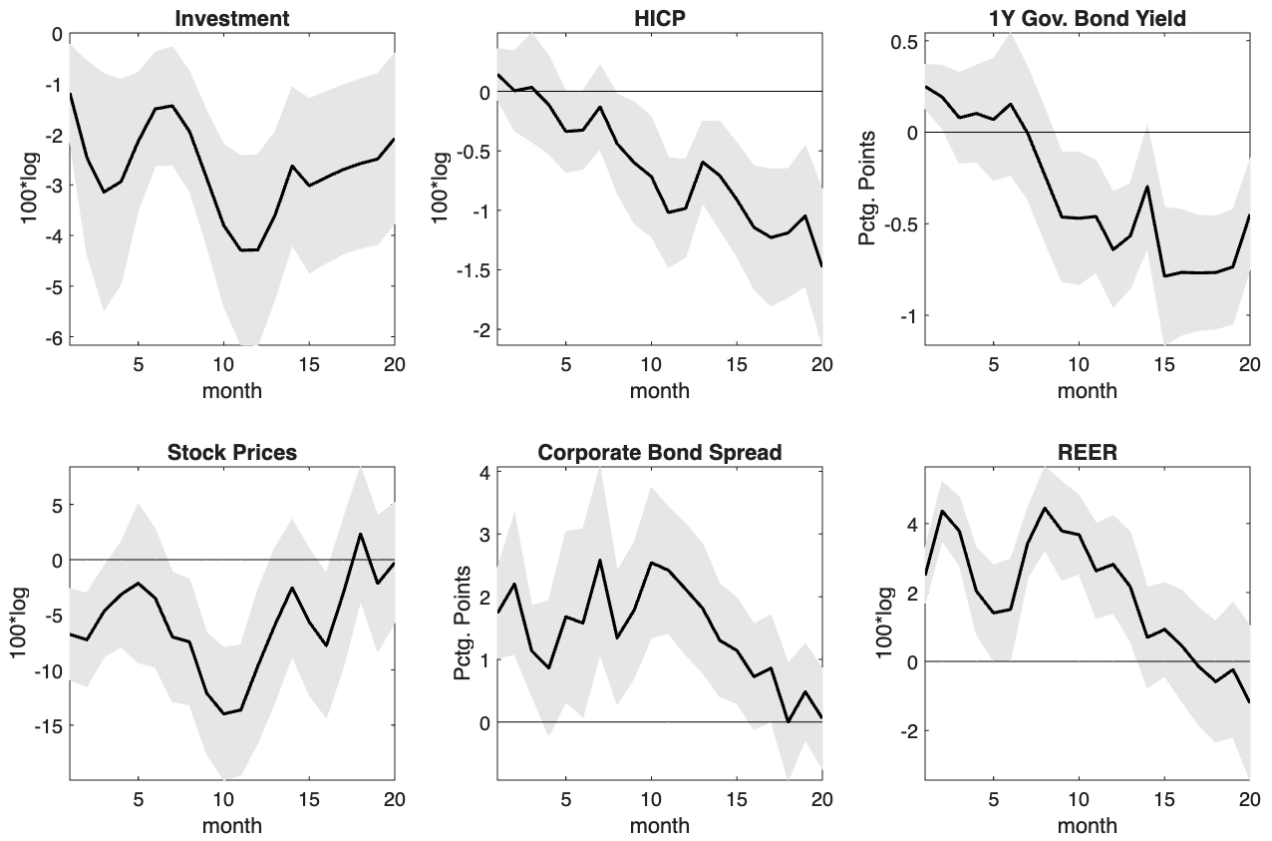 Investment
0
-1
-2
-3
-4
-5
-6
100*log
5 10 15 20
month
HICP
0
-0.5
-1
-1.5
-2
100*log
5 10 15 20
month
1Y Gov. Bond Yield
0.5
0
-0.5
-1
Pctg. Points
5 10 15 20
month
Stock Prices
5
0
-5
-10
-15
100*log
5 10 15 20
month
Corporate Bond Spread
4
3
2
1
0
Pctg. Points
5 10 15 20
month
REER
4
2
0
-2
100*log
5 10 15 20
month